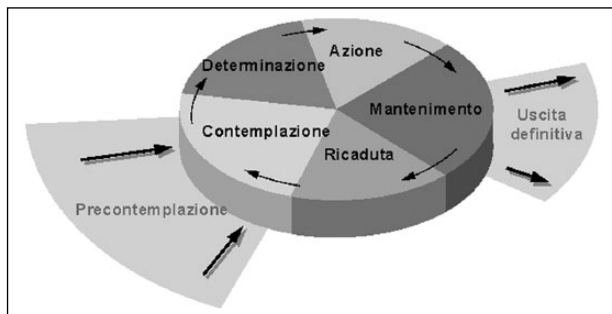 Azione
Determinazione
Mantenimento
Uscita
definitiva
Contemplazione
Ricaduta
Precontemplazione